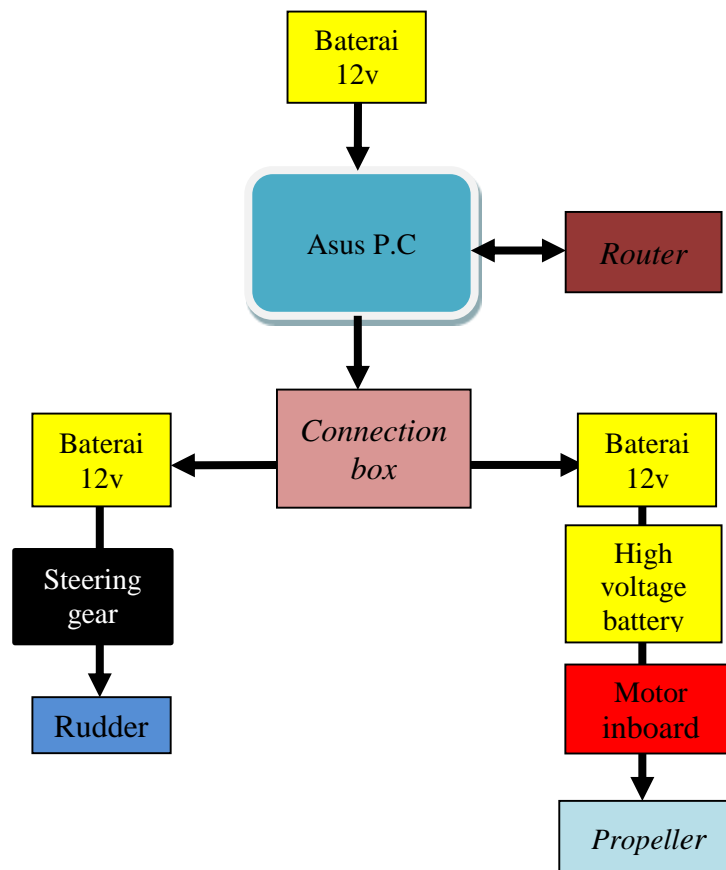 Baterai
12v
Asus P.C
Router
Connection
box
Baterai
12v
Baterai
12v
Steering
gear
High
voltage
battery
Rudder
Motor
inboard
Propeller